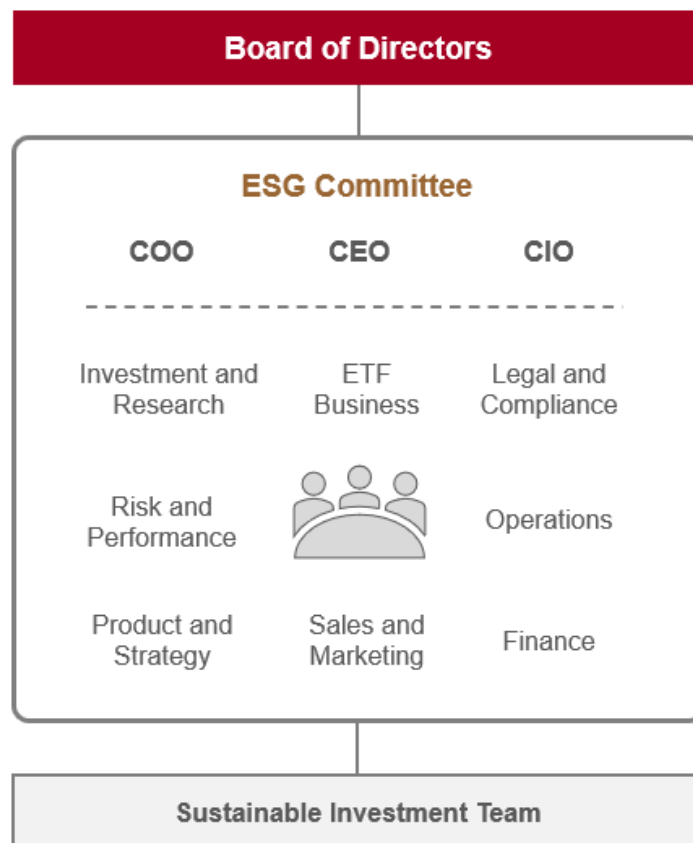 Board of Directors
ESG Committee
COO CEO CIO
Investment and Research
ETF Business
Legal and Compliance
Risk and Performance
Operations
Product and Strategy
Sales and Marketing
Finance
Sustainable Investment Team